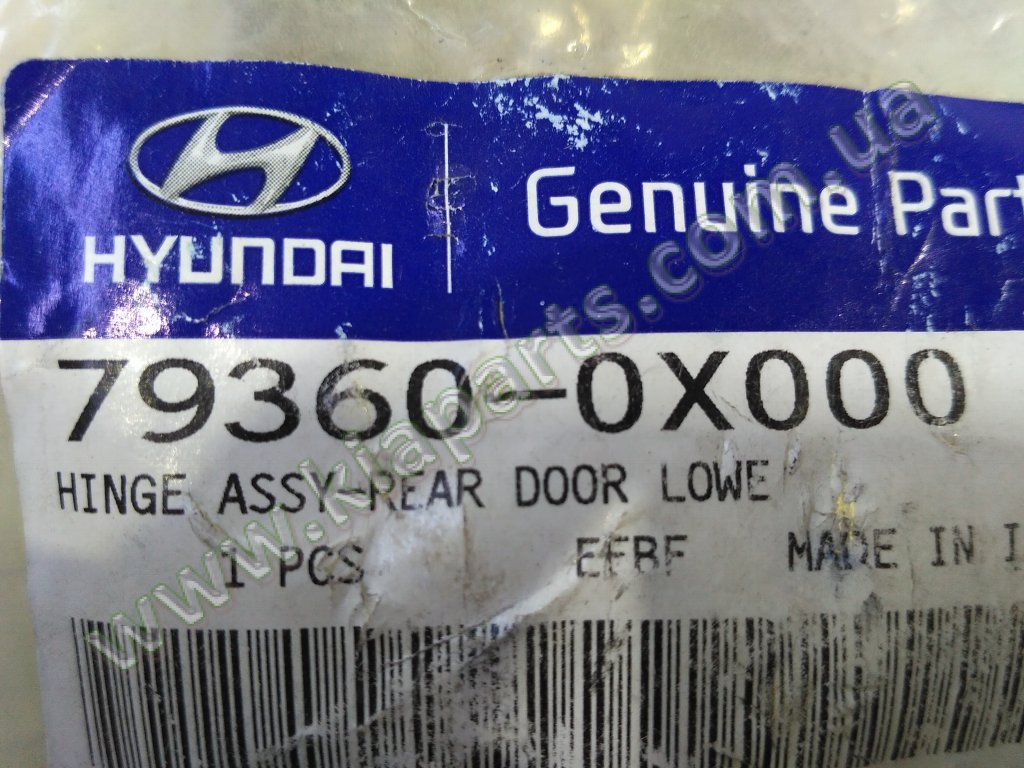 HYUNDAI
Genuine Part
79360-0X000
HINGE ASSY-REAR DOOR LOWE
1 PCS EFBF MADE IN I
www.kiaparts.com.ua